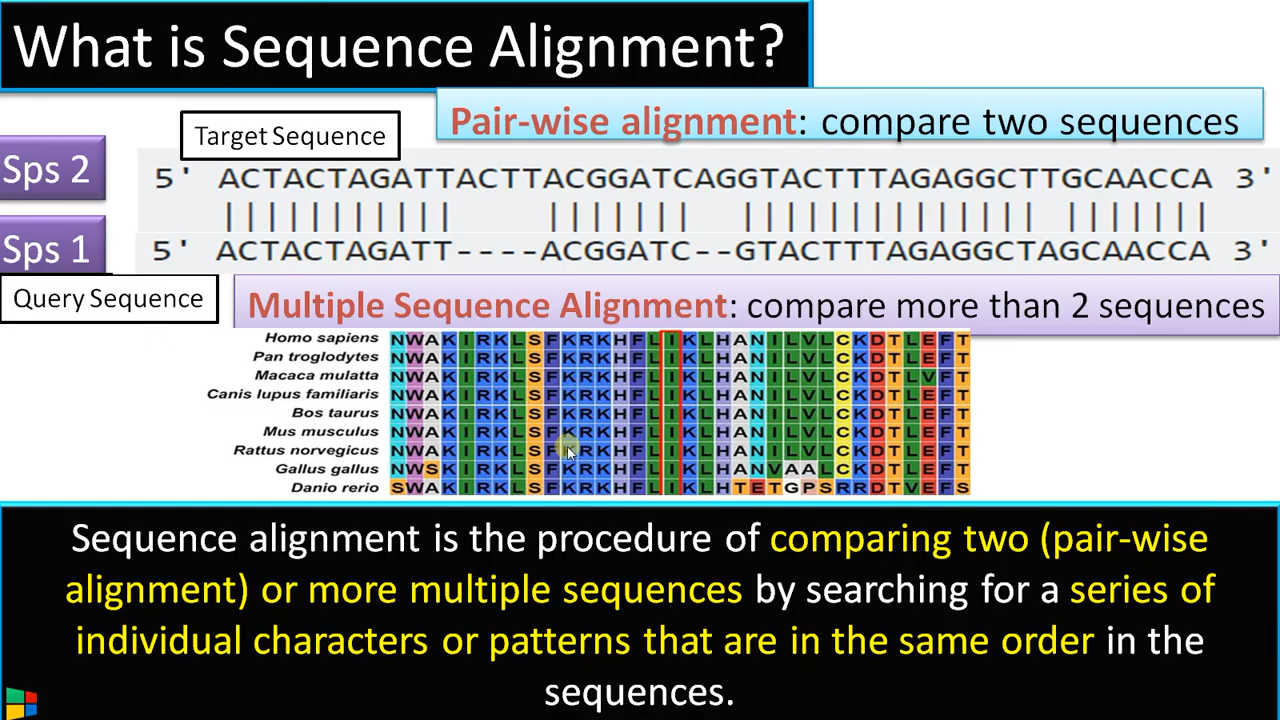 What is Sequence Alignment?
Pair-wise alignment: compare two sequences
Target Sequence
Sps 2
5' ACTACTAGATTACTTACGGATCAGGTACTTTAGAGGCTTGCAACCA 3'
||||||||||| ||||||| |||||||||||||| |||||||
Sps 1
5' ACTACTAGATT----ACGGATC--GTACTTTAGAGGCTAGCAACCA 3'
Query Sequence
Multiple Sequence Alignment: compare more than 2 sequences
Homo sapiens NWAKIRKLSFKRKHFLIKLHANILVLCKDTLEFT
Pan troglodytes NWAKIRKLSFKRKHFLIKLHANILVLCKDTLEFT
Macaca mulatta NWAKIRKLSFKRKHFLIKLHANILVLCKDTLVFT
Canis lupus familiaris NWAKIRKLSFKRKHFLIKLHANILVLCKDTLEFT
Bos taurus NWAKIRKLSFKRKHFLIKLHANILVLCKDTLEFT
Mus musculus NWAKIRKLSFKRKHFLIKLHANILVLCKDTLEFT
Rattus norvegicus NWAKIRKLSFKRKHFLIKLHANILVLCKDTLEFT
Gallus gallus NWSKIRKLSFKRKHFLIKLHANVAALCKDTLEFT
Danio rerio SWAKIRKLSFKRKHFLIKLHTETGPSRRDTVEFS
Sequence alignment is the procedure of comparing two (pair-wise
alignment) or more multiple sequences by searching for a series of
individual characters or patterns that are in the same order in the
sequences.